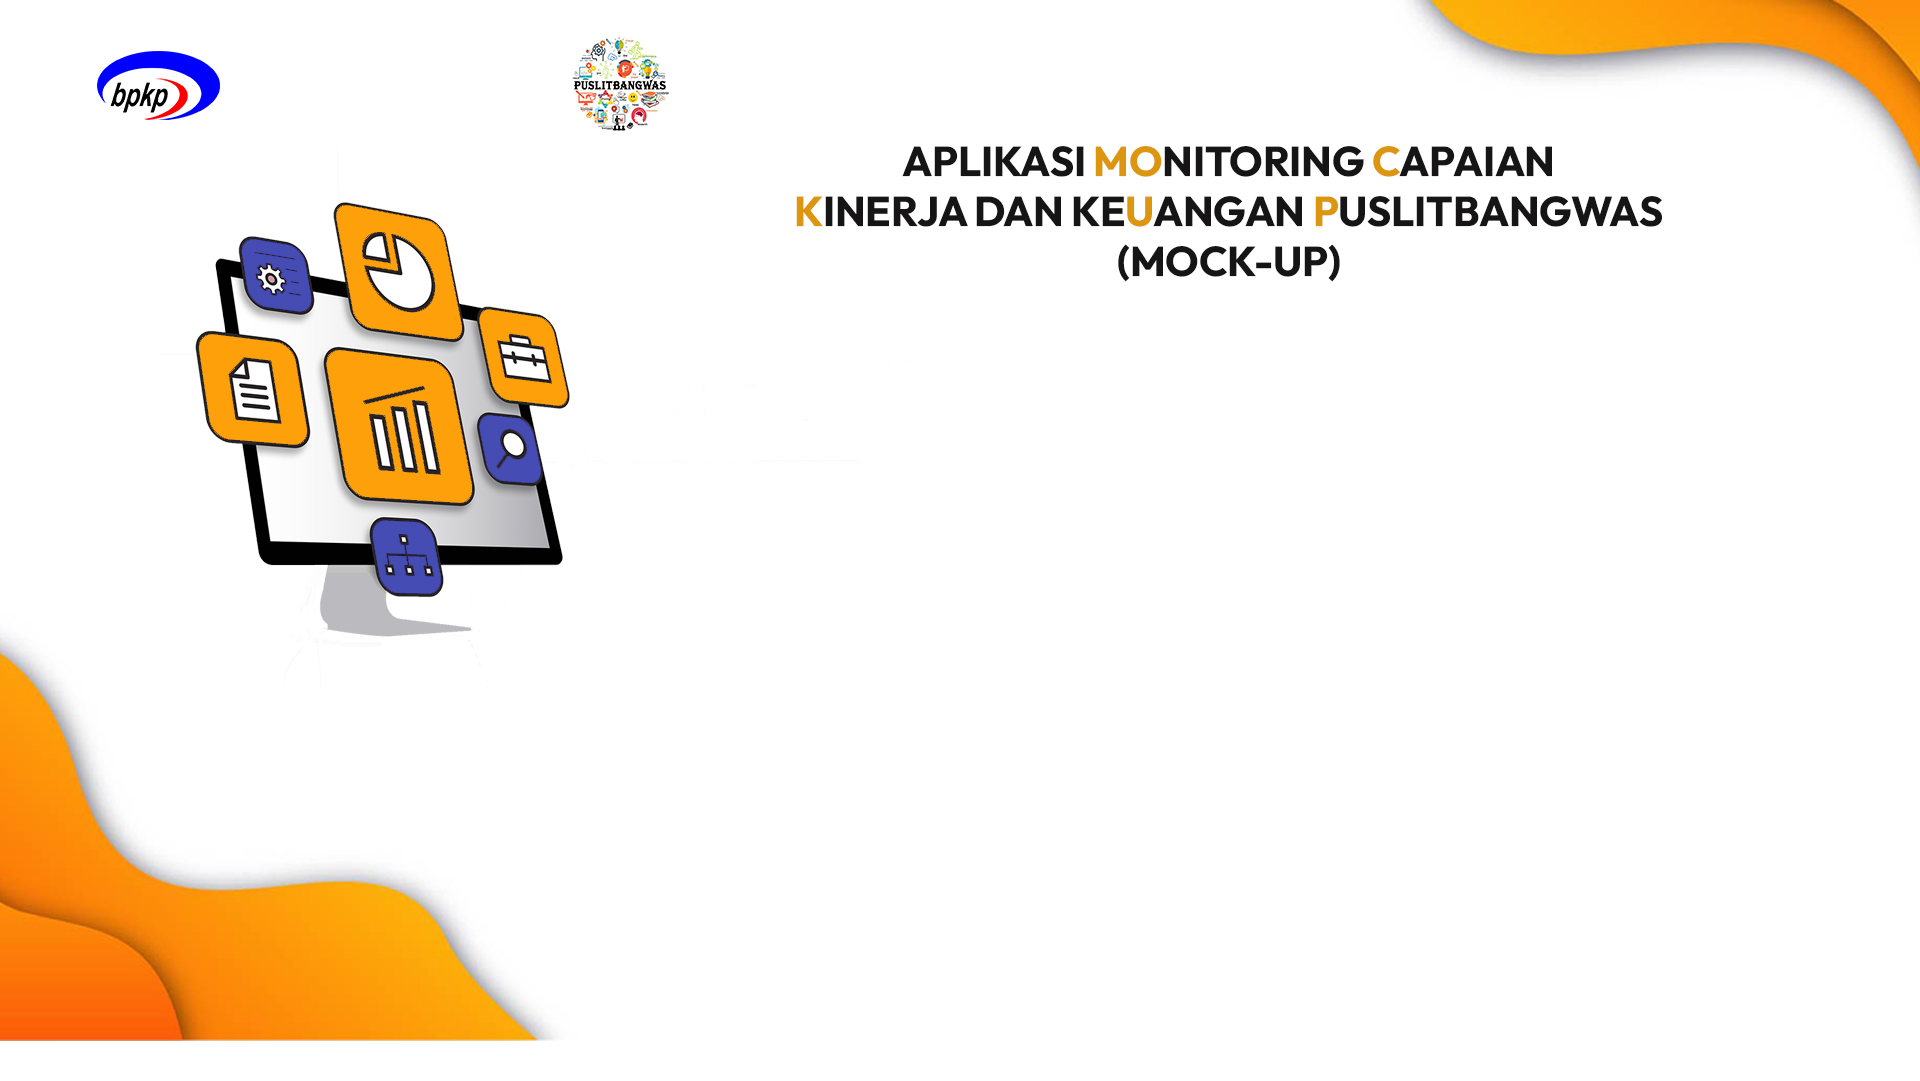 bpkp
PUSLITBANGWAS
APLIKASI MONITORING CAPAIAN
KINERJA DAN KEUANGAN PUSLITBANGWAS
(MOCK-UP)